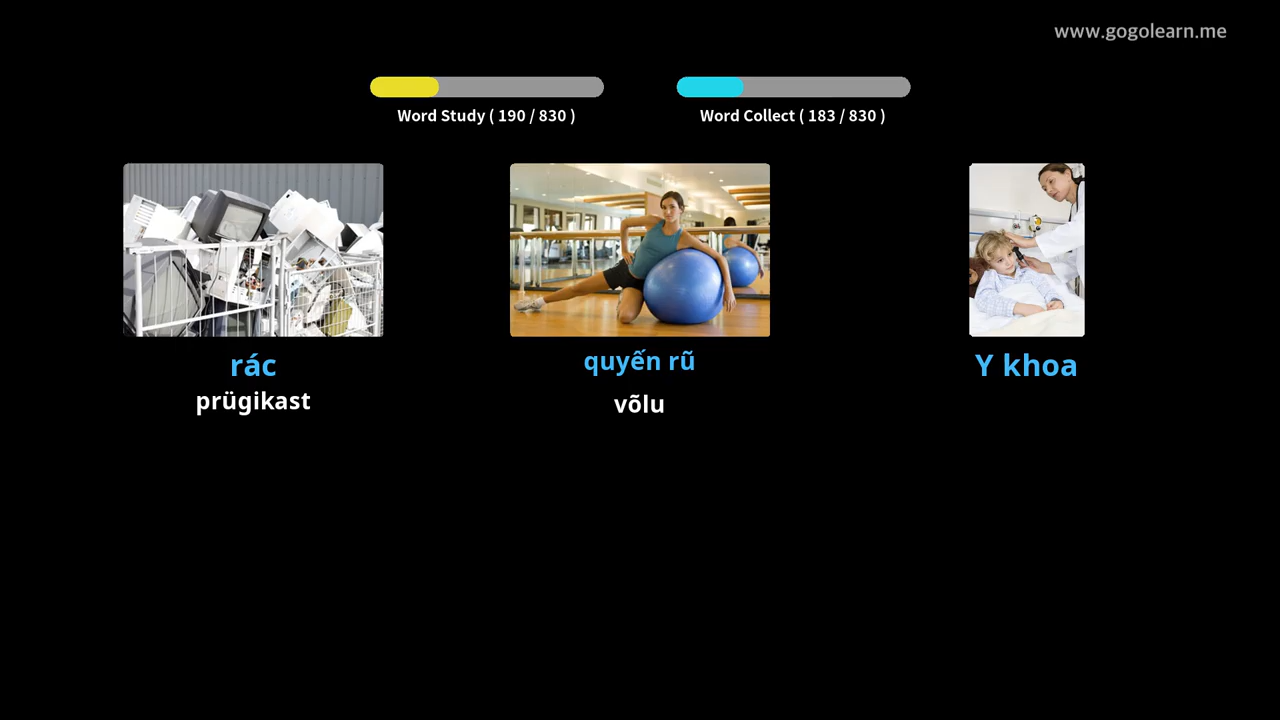 www.gogolearn.me
Word Study ( 190 / 830 )
Word Collect ( 183 / 830 )
rác
prügikast
quyến rũ
võlu
Y khoa